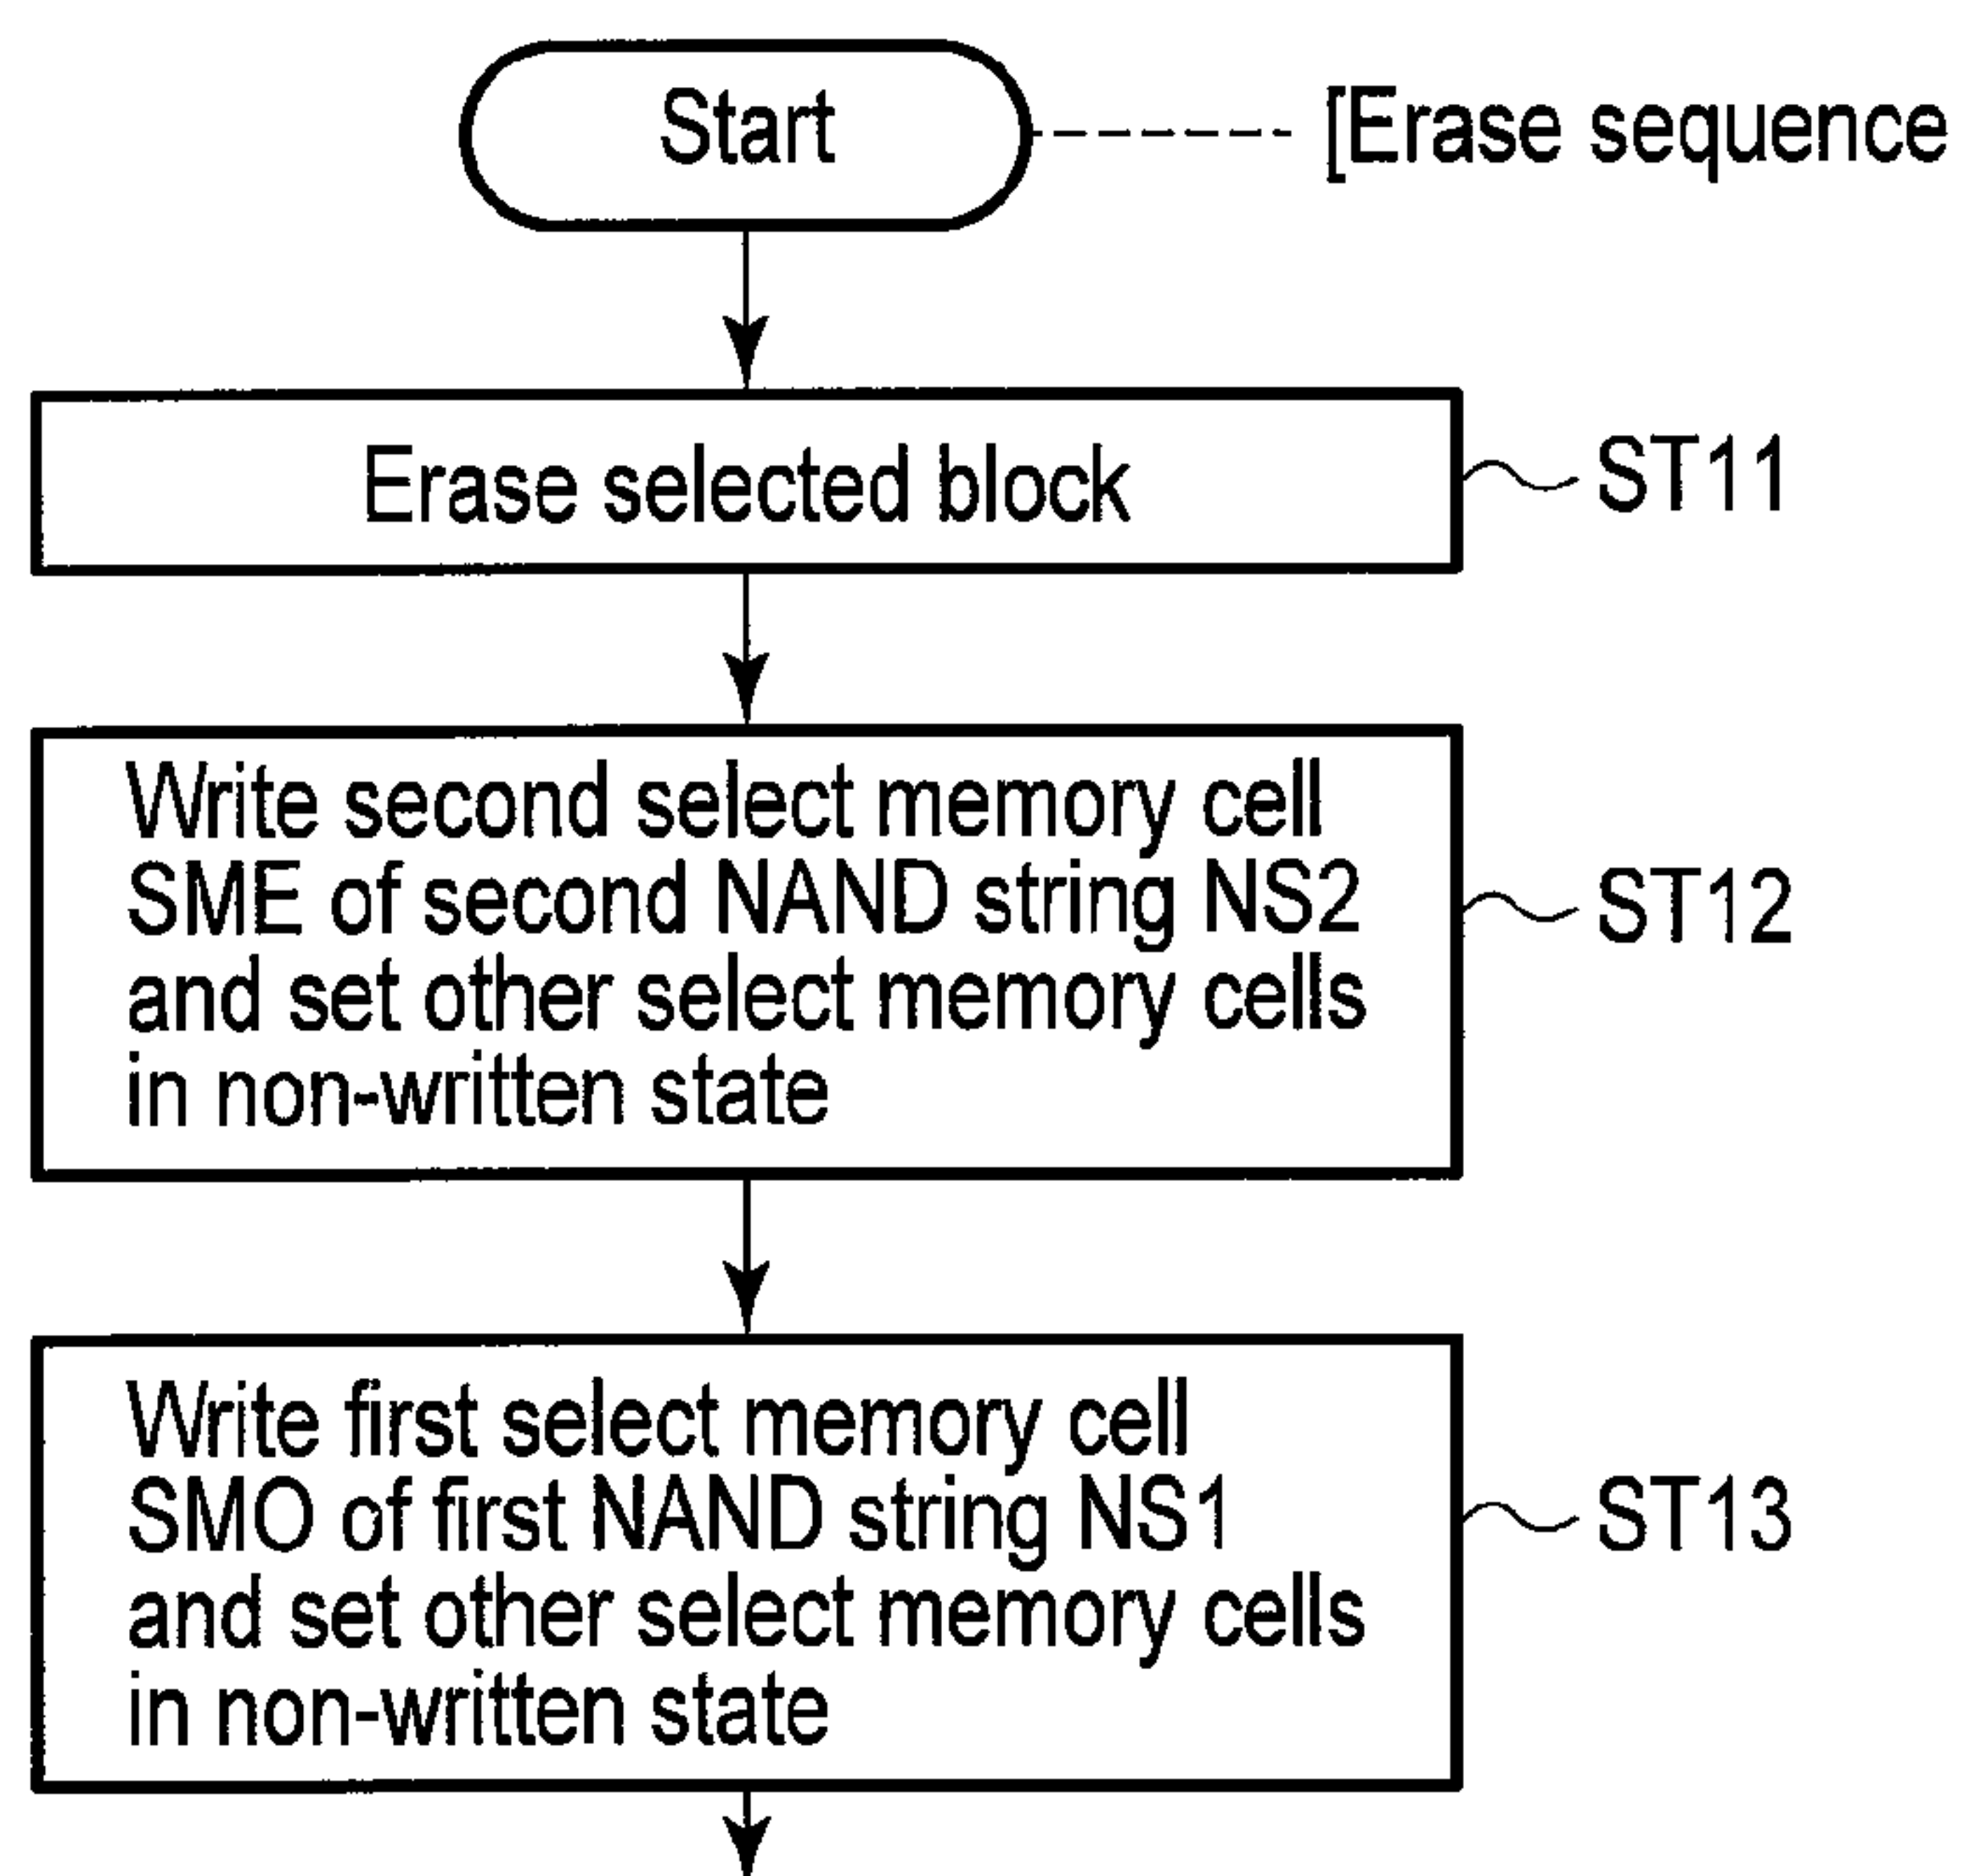 Start
[Erase sequence
Erase selected block
ST11
Write second select memory cell
SME of second NAND string NS2
and set other select memory cells
in non-written state
ST12
Write first select memory cell
SMO of first NAND string NS1
and set other select memory cells
in non-written state
ST13